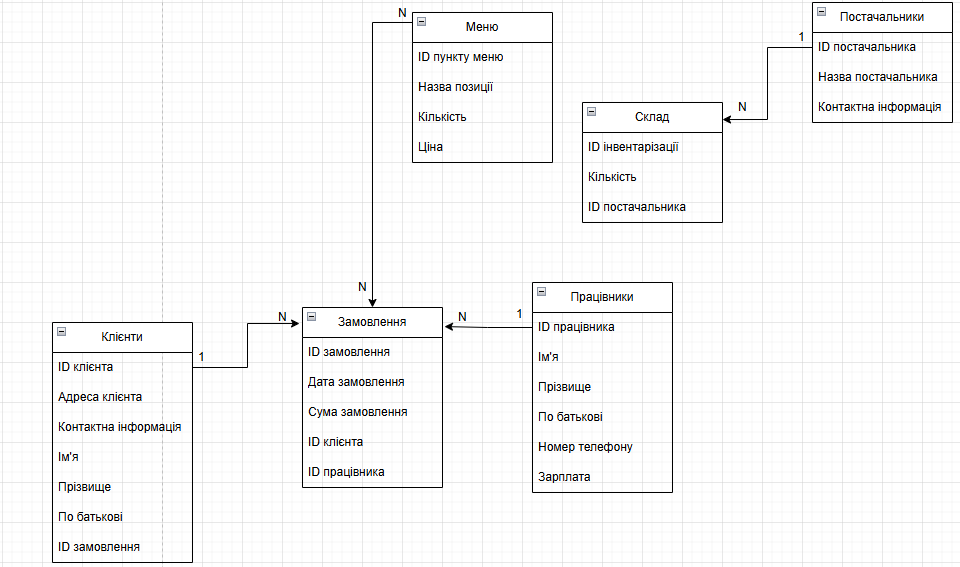 N
Меню
ID пункту меню
Назва позиції
Кількість
Ціна
Постачальники
ID постачальника
Назва постачальника
Контактна інформація
1
N
Склад
ID інвентарізації
Кількість
ID постачальника
N
Клієнти
ID клієнта
Адреса клієнта
Контактна інформація
Ім'я
Прізвище
По батькові
ID замовлення
1
N
Замовлення
ID замовлення
Дата замовлення
Сума замовлення
ID клієнта
ID працівника
N
1
Працівники
ID працівника
Ім'я
Прізвище
По батькові
Номер телефону
Зарплата